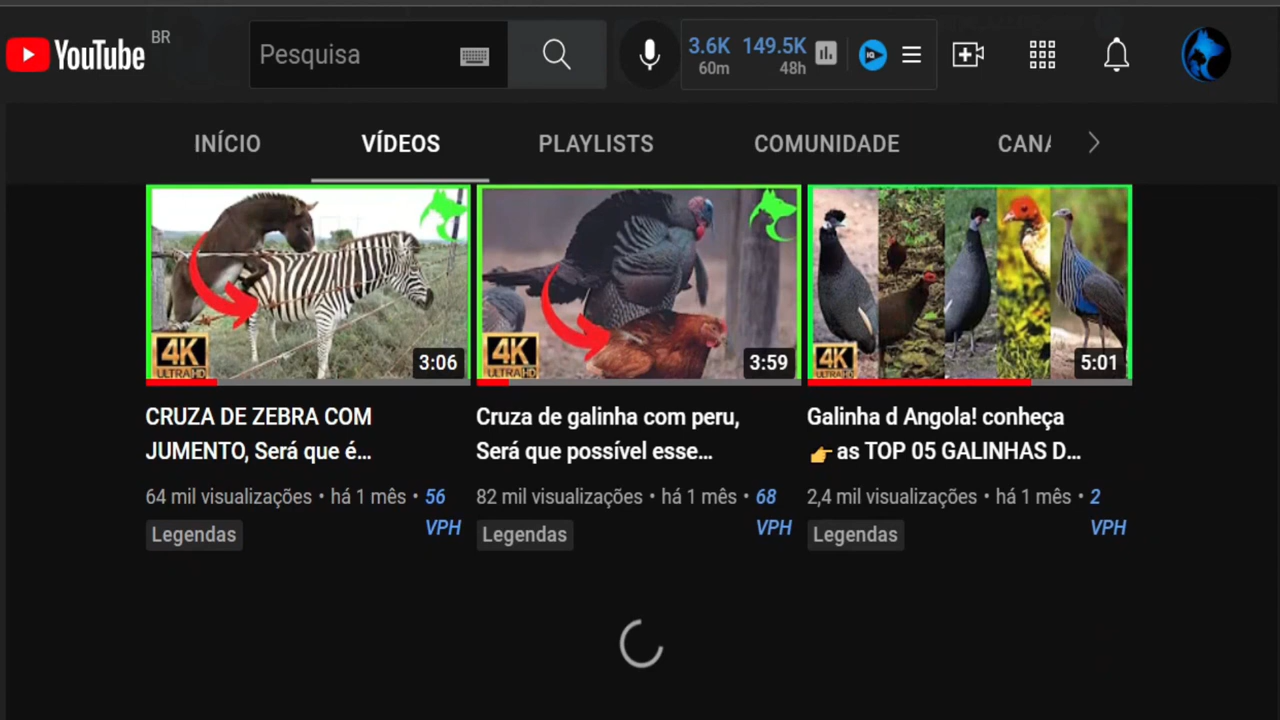 YouTube BR
Pesquisa
3.6K 149.5K
60m 48h
IQ
INÍCIO VÍDEOS PLAYLISTS COMUNIDADE CANA
4K
ULTRA HD
3:06
4K
ULTRA HD
3:59
4K
ULTRA HD
5:01
CRUZA DE ZEBRA COM
JUMENTO, Será que é...
64 mil visualizações • há 1 mês • 56
VPH
Legendas
Cruza de galinha com peru,
Será que possível esse...
82 mil visualizações • há 1 mês • 68
VPH
Legendas
Galinha d Angola! conheça
👉as TOP 05 GALINHAS D...
2,4 mil visualizações • há 1 mês • 2
VPH
Legendas